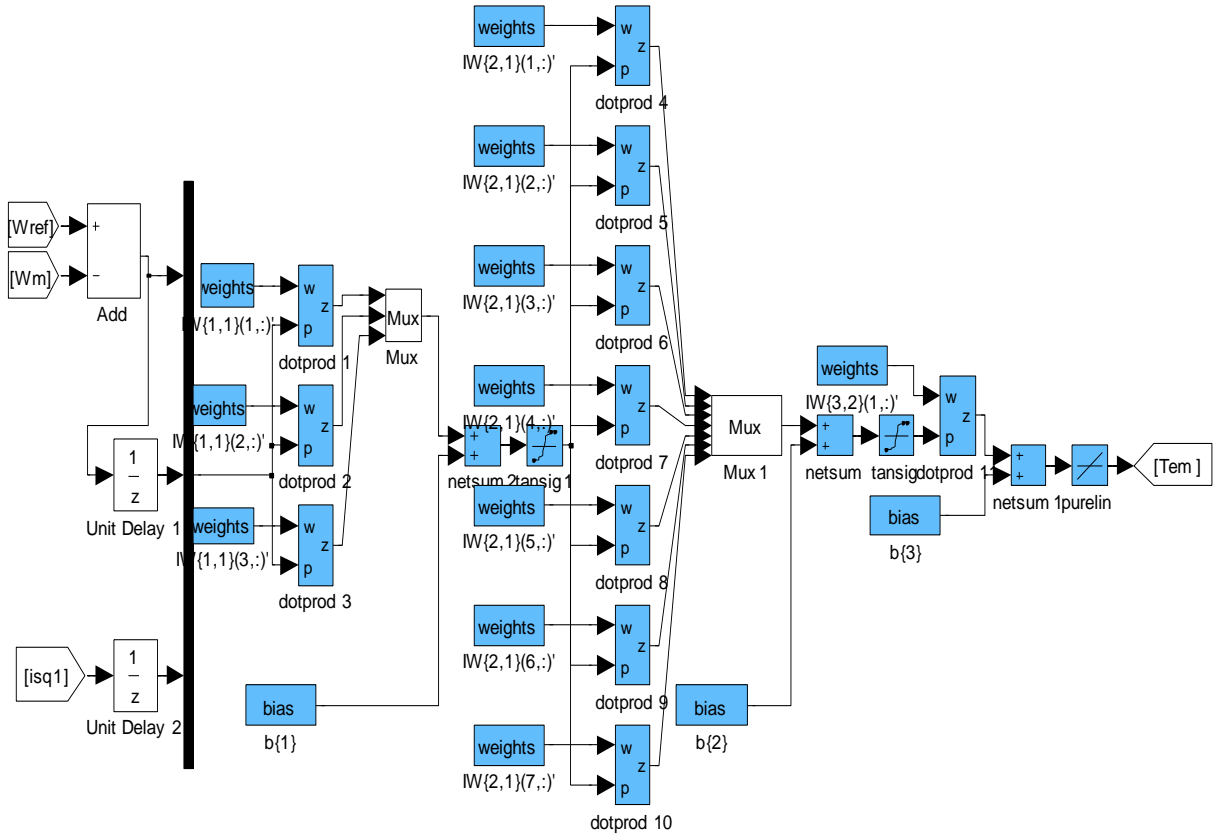 weights
IW{2,1}(1,:)'
w
z
p
dotprod 4
weights
IW{2,1}(2,:)'
w
z
p
dotprod 5
[Wref]
[Wm]
+
−
Add
weights
IW{1,1}(1,:)'
w
z
p
dotprod 1
Mux
Mux
weights
IW{2,1}(3,:)'
w
z
p
dotprod 6
weights
IW{1,1}(2,:)'
w
z
p
dotprod 2
weights
IW{2,1}(4,:)'
w
z
p
dotprod 7
+
+
netsum 2
tansig 1
Mux
Mux 1
weights
IW{3,2}(1,:)'
+
+
netsum
tansig
w
z
p
dotprod 11
+
+
netsum 1
purelin
[Tem ]
1
z
Unit Delay 1
weights
IW{1,1}(3,:)'
w
z
p
dotprod 3
weights
IW{2,1}(5,:)'
w
z
p
dotprod 8
bias
b{3}
[isq1]
1
z
Unit Delay 2
bias
b{1}
weights
IW{2,1}(6,:)'
w
z
p
dotprod 9
bias
b{2}
weights
IW{2,1}(7,:)'
w
z
p
dotprod 10